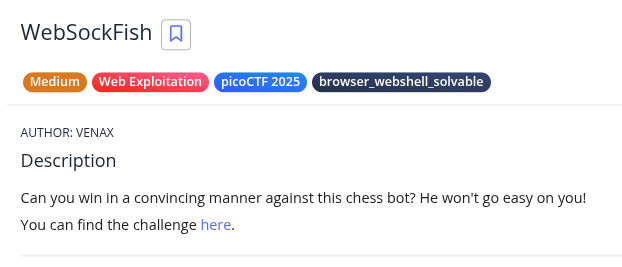 WebSockFish
Medium Web Exploitation picoCTF 2025 browser_webshell_solvable
AUTHOR: VENAX
Description
Can you win in a convincing manner against this chess bot? He won't go easy on you!
You can find the challenge here.